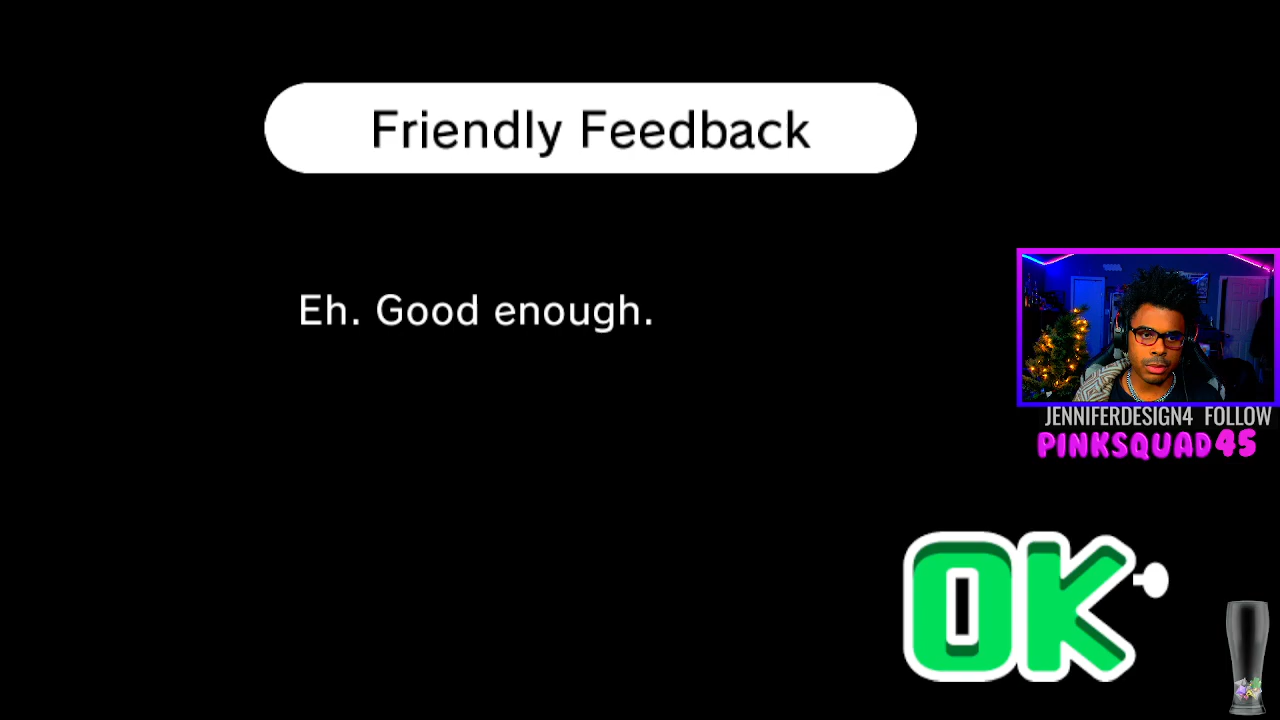 Friendly Feedback
Eh. Good enough.
JENNIFERDESIGN4 FOLLOW
PINKSQUAD45
OK